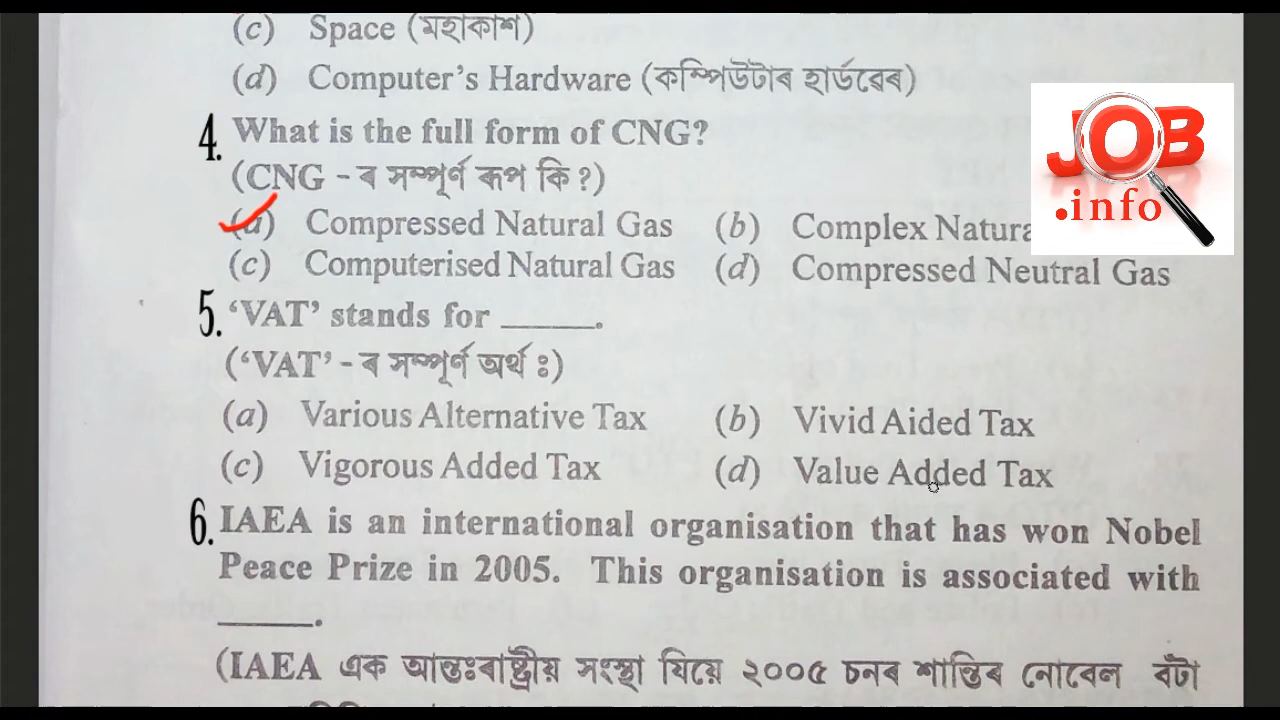 (c) Space (মহাকাশ)
(d) Computer's Hardware (কম্পিউটাৰ হাৰ্ডৱেৰ)
4. What is the full form of CNG?
(CNG - ৰ সম্পূৰ্ণ ৰূপ কি ?)
(a) Compressed Natural Gas (b) Complex
(c) Computerised Natural Gas (d) Compressed Neutral Gas
5. 'VAT' stands for ______.
('VAT' - ৰ সম্পূৰ্ণ অৰ্থ ঃ)
(a) Various Alternative Tax (b) Vivid Aided Tax
(c) Vigorous Added Tax (d) Value Added Tax
6. IAEA is an international organisation that has won Nobel
Peace Prize in 2005. This organisation is associated with
______.
(IAEA এক আন্তঃৰাষ্ট্ৰীয় সংস্থা যিয়ে ২০০৫ চনৰ শান্তিৰ নোবেল বঁটা
JOB
.info